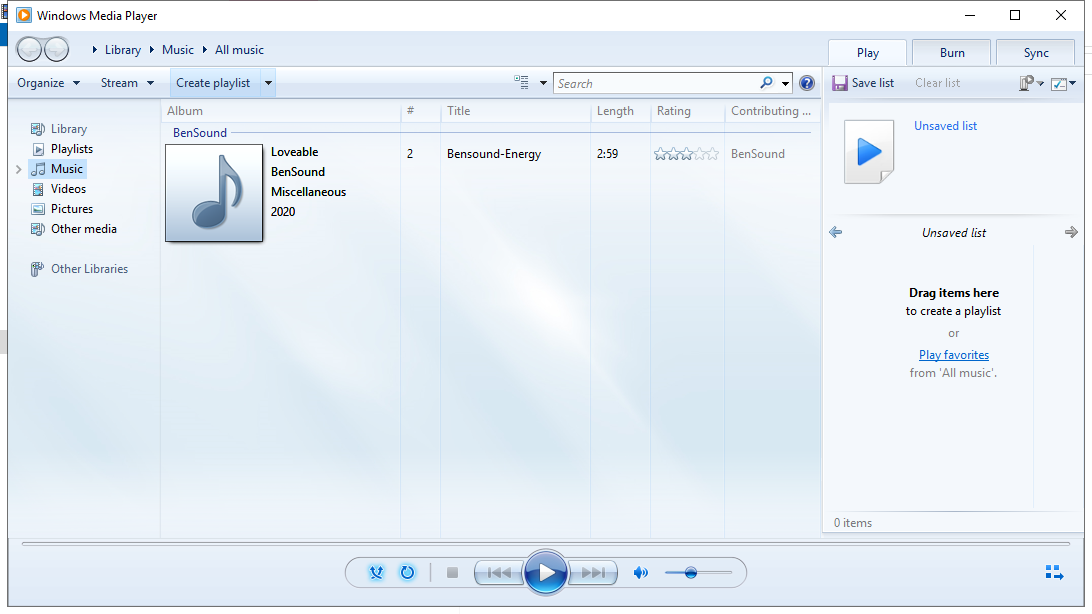 Windows Media Player
Library Music All music
Play Burn Sync
Organize Stream Create playlist Search Save list Clear list
Album # Title Length Rating Contributing ...
BenSound
Library
Playlists
Music
Videos
Pictures
Other media
Other Libraries
Loveable
BenSound
Miscellaneous
2020
2 Bensound-Energy 2:59 BenSound
Unsaved list
Unsaved list
Drag items here
to create a playlist
or
Play favorites
from 'All music'.
0 items